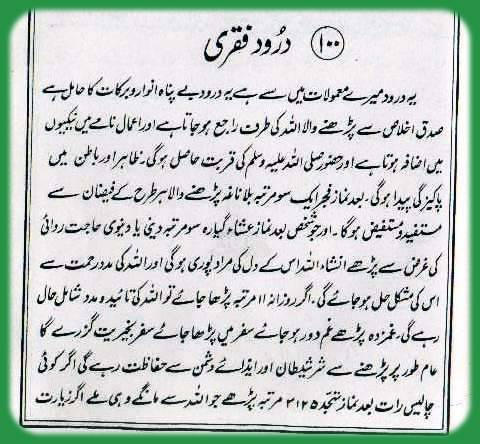 ۱۰۰ درود فقری
یہ درود میرے معمولات میں سے ہے یہ درود بے پناہ انوار و برکات کا حامل ہے
صدق اخلاص سے پڑھنے والا اللہ کی طرف راجع ہو جاتا ہے اور اعمال نامے میں نیکیوں
میں اضافہ ہوتا ہے اور حضور صلی اللہ علیہ وسلم کی قربت حاصل ہوگی۔ ظاہر اور باطن میں
پاکیزگی پیدا ہوگی۔ بعد نماز فجر ایک سو مرتبہ بلاناغہ پڑھنے والا ہر طرح کے فیضان سے
مستفید و مستفیض ہوگا۔ اور جو شخص بعد نماز عشاء گیارہ سو مرتبہ دینی یا دنیوی حاجت روائی
کی غرض سے پڑھے انشاء اللہ اس کے دل کی مراد پوری ہوگی اور اللہ کی مدد رحمت سے
اس کی مشکل حل ہو جائے گی۔ اگر روزانہ ۱۱ مرتبہ پڑھا جائے تو اللہ کی تائید و مدد شامل حال
رہے گی۔ غمزدہ پڑھے غم دور ہو جائے سفر میں پڑھا جائے سفر بخیریت گزرے گا
عام طور پر پڑھنے سے شر شیطان اور ایذائے دشمن سے حفاظت رہے گی اگر کوئی
چالیس رات بعد نماز تہجد ۳۱۲۵ مرتبہ پڑھے جو اللہ سے مانگے وہی ملے اگر زیارت